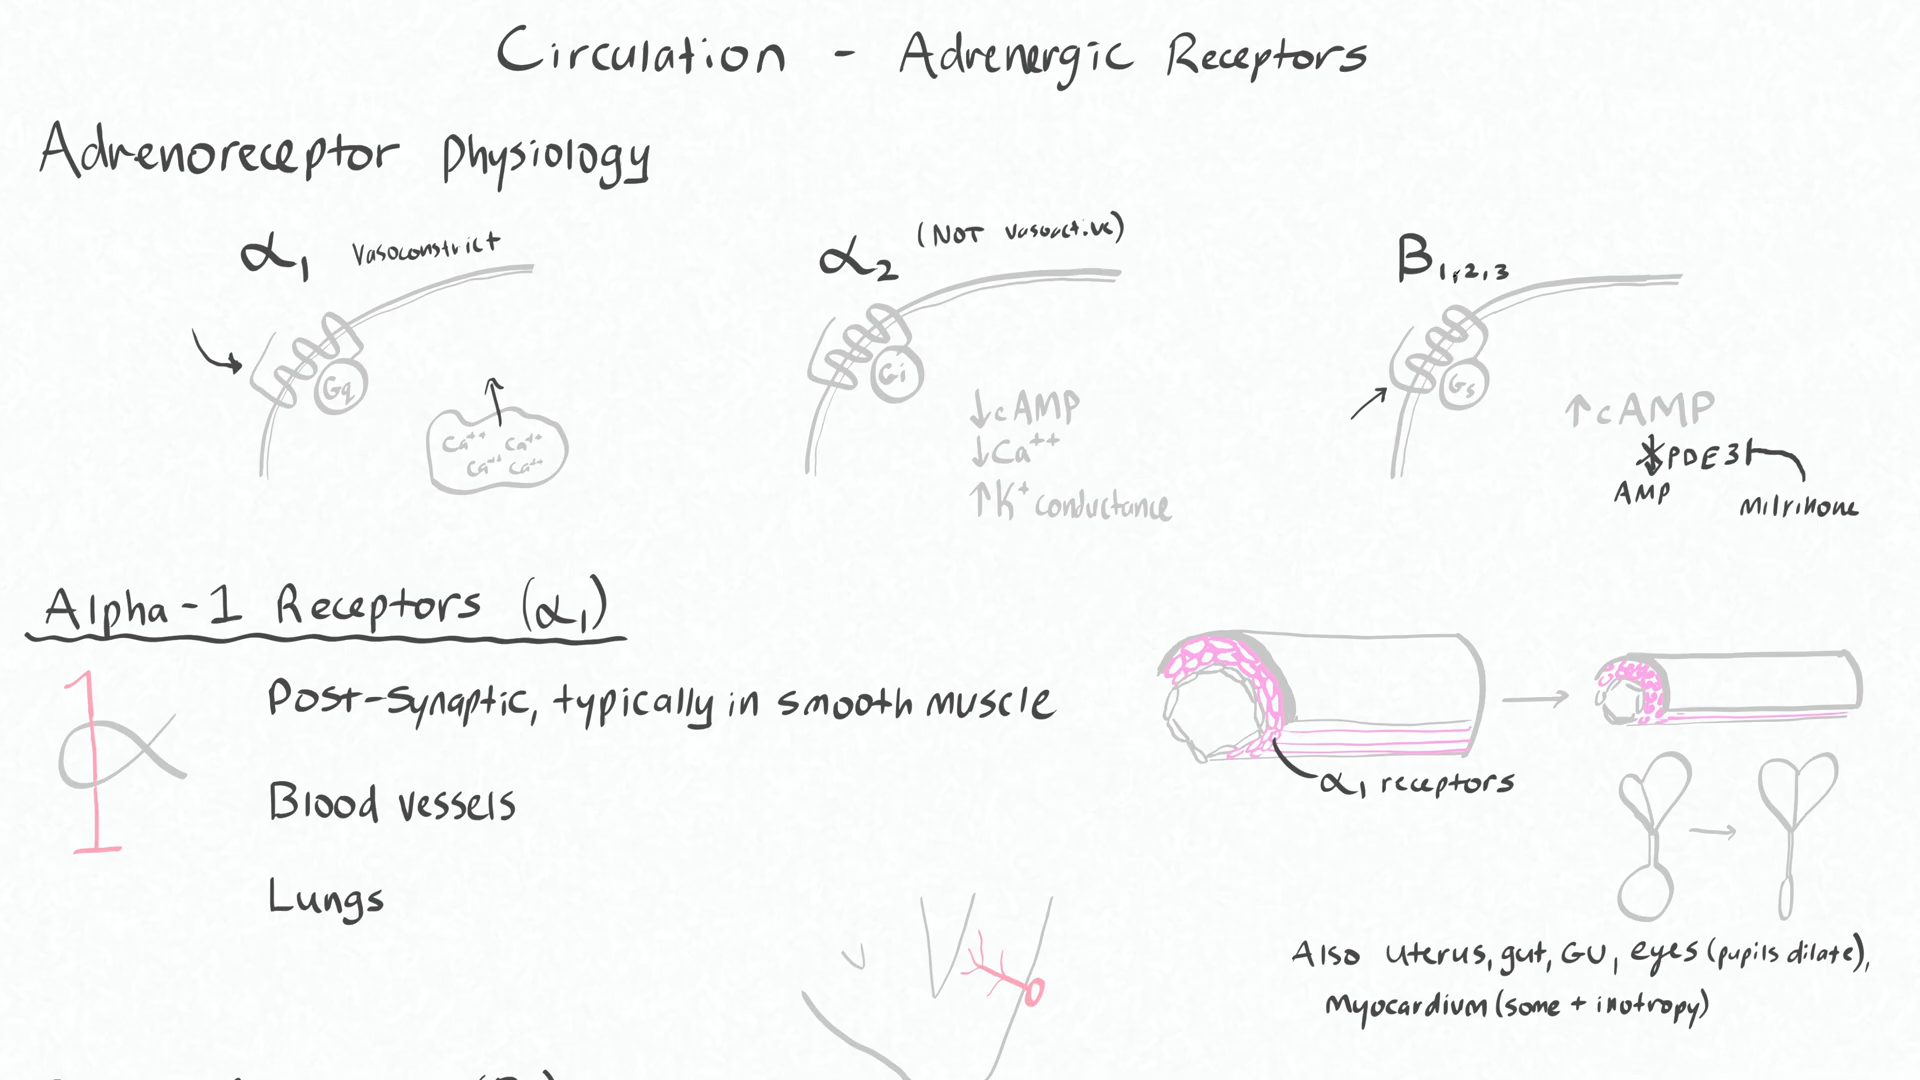 Circulation - Adrenergic Receptors
Adrenoreceptor Physiology
α₁ Vasoconstrict
Gq
Ca⁺⁺ Ca⁺⁺
Ca⁺⁺ Ca⁺⁺
α₂ (NOT vasoactive)
Gi
↓cAMP
↓Ca⁺⁺
↑K⁺ conductance
B₁,₂,₃
Gs
↑cAMP
PDE3
AMP
Milrinone
Alpha-1 Receptors (α₁)
1
α
Post-Synaptic, typically in smooth muscle
Blood vessels
Lungs
α₁ receptors
Also uterus, gut, GU, eyes (pupils dilate),
Myocardium (some + inotropy)